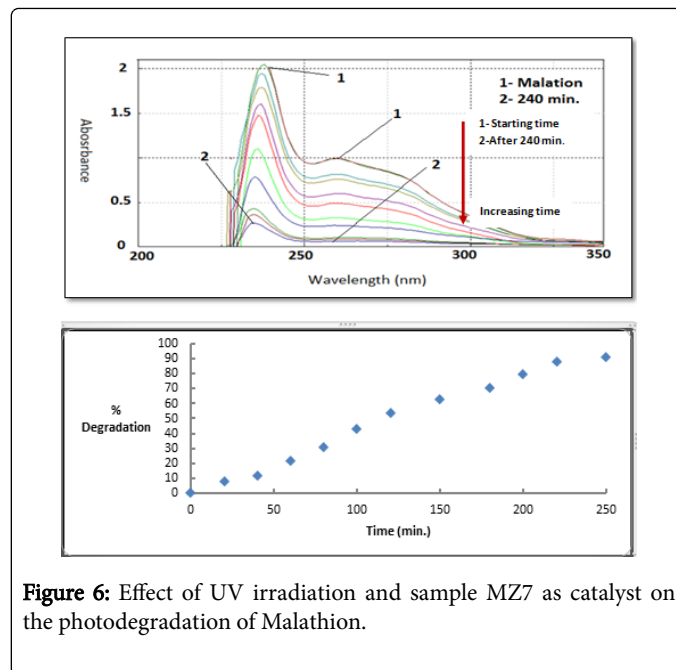 2
1
1- Malation
2- 240 min.
1.5
Abosrbance
1
1- Starting time
2-After 240 min.
2
2
0.5
Increasing time
0
200
250
300
350
Wavelength (nm)
100
90
80
70
60
%
Degradation
50
40
30
20
10
0
0
50
100
150
200
250
Time (min.)
Figure 6: Effect of UV irradiation and sample MZ7 as catalyst on
the photodegradation of Malathion.